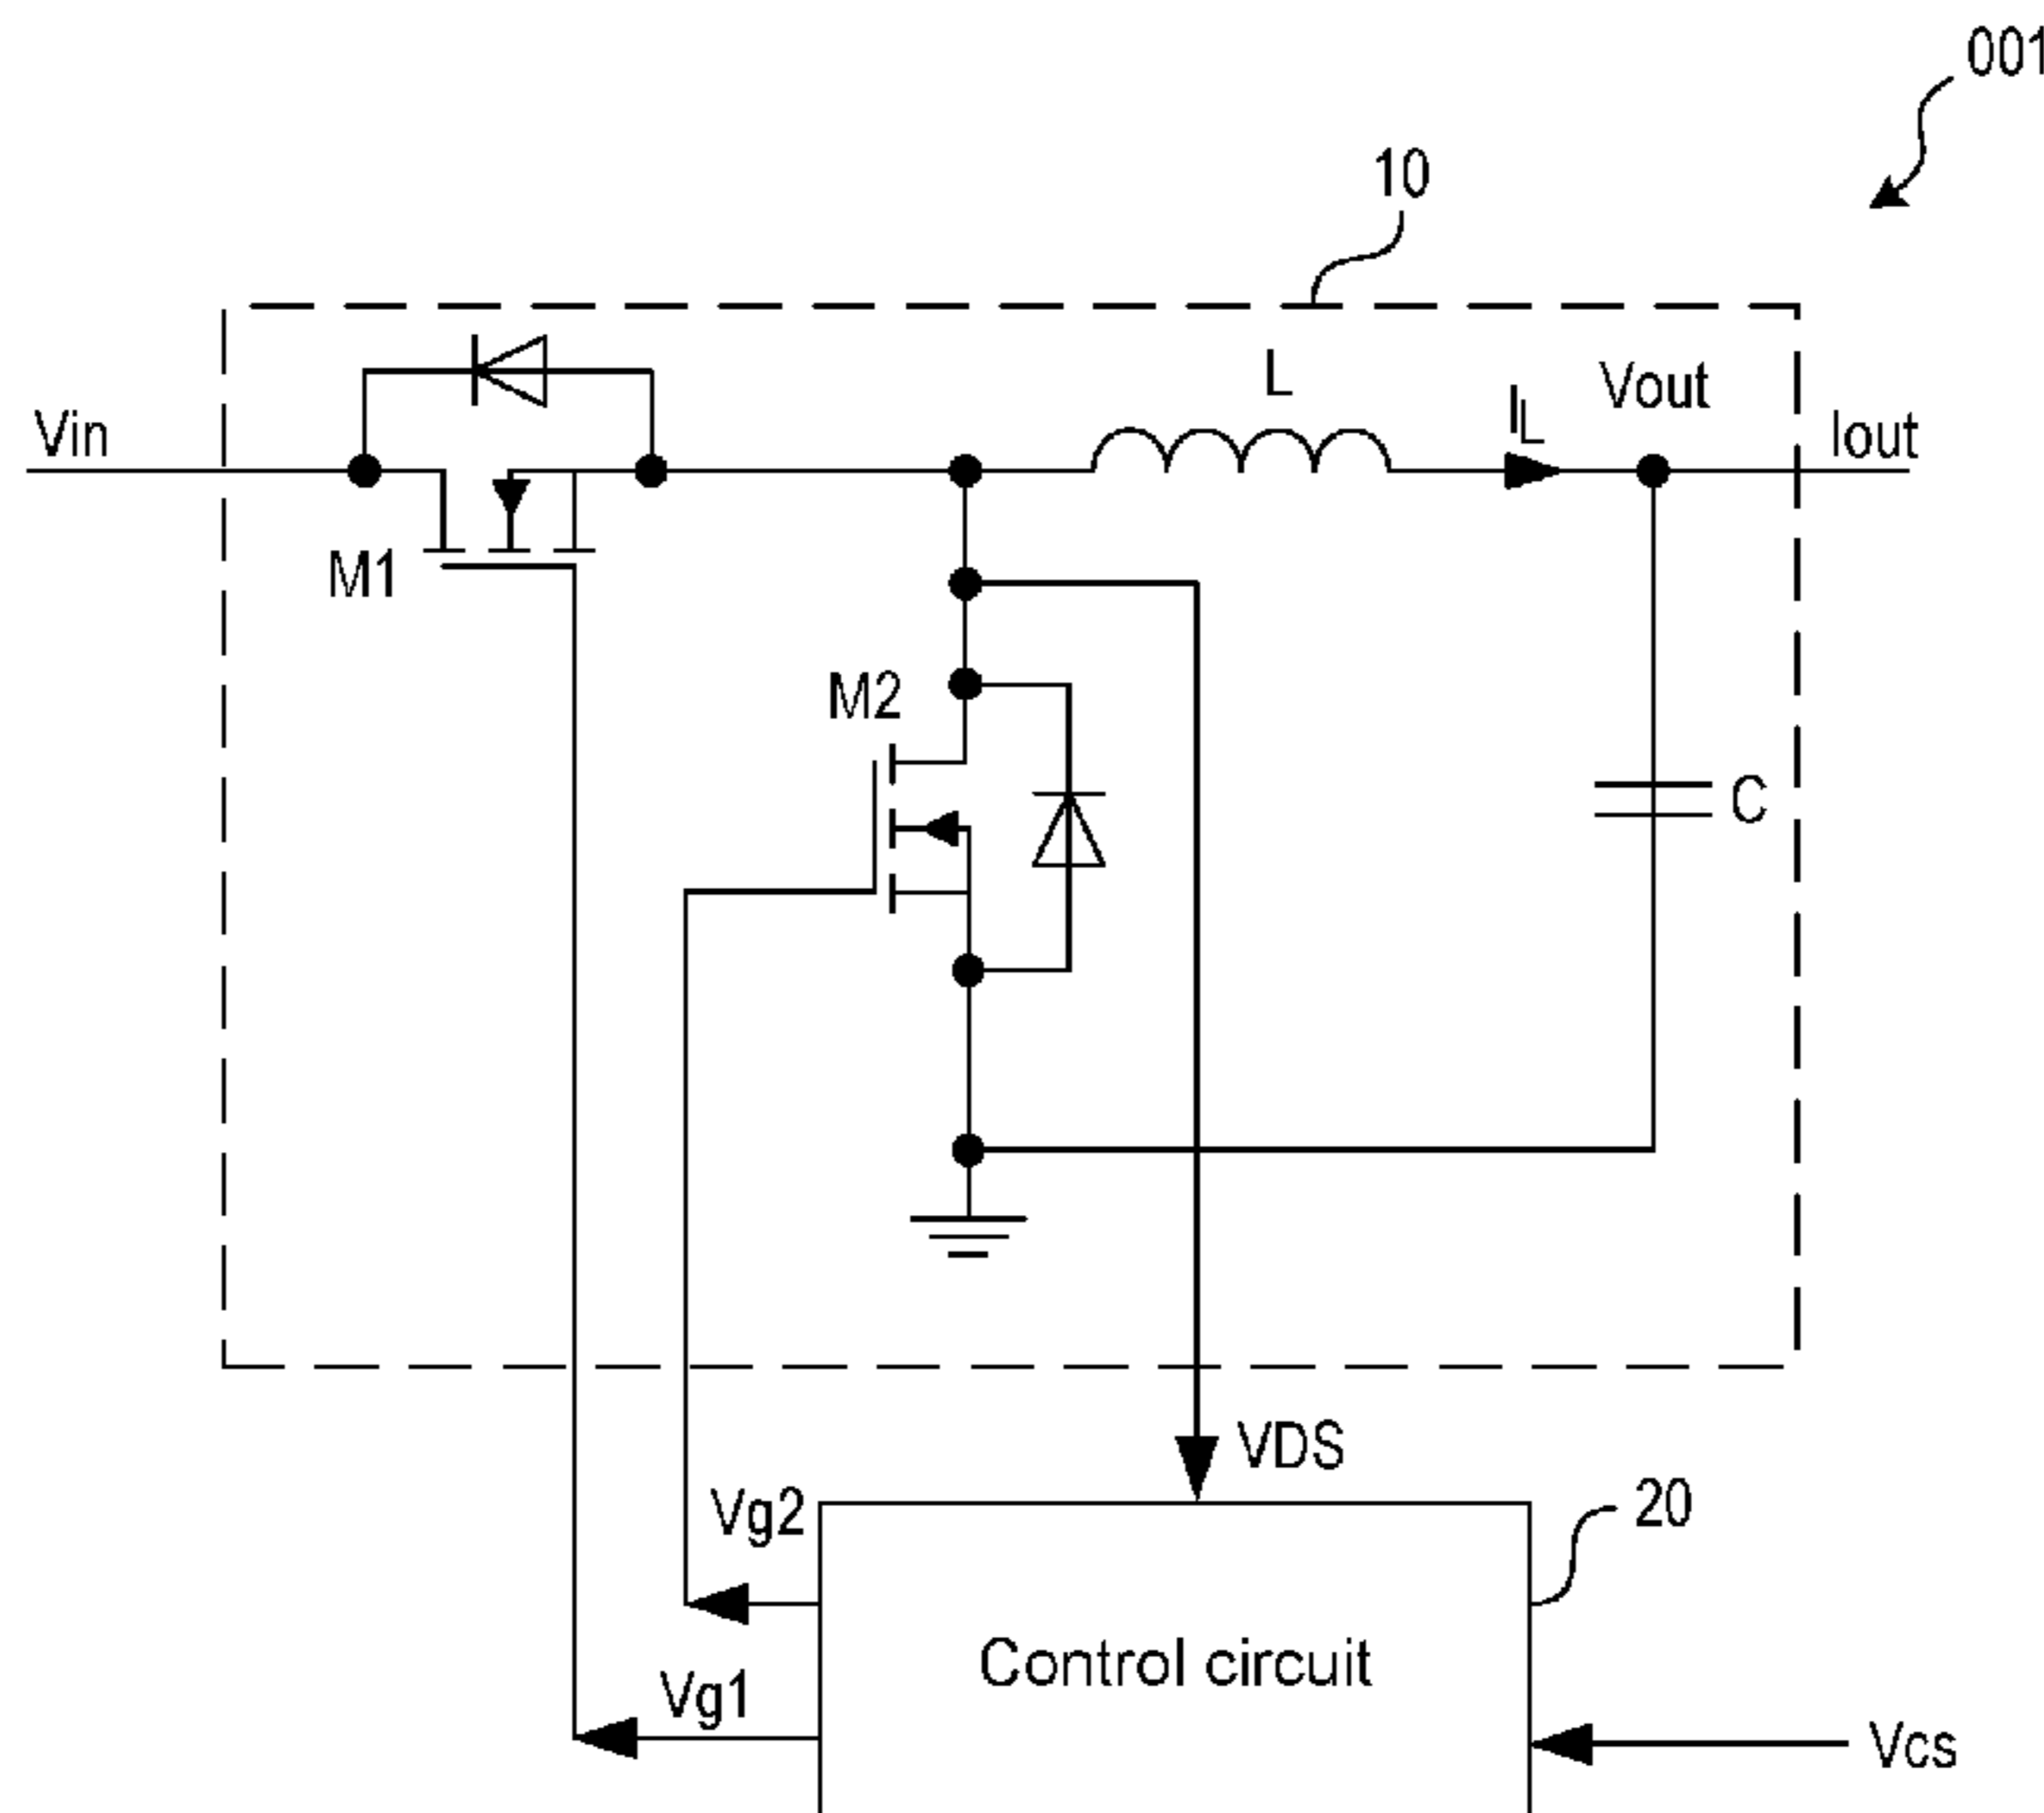 001
10
L
IL
Vout
Vin
Iout
M1
M2
C
VDS
Vg2
20
Control circuit
Vg1
Vcs